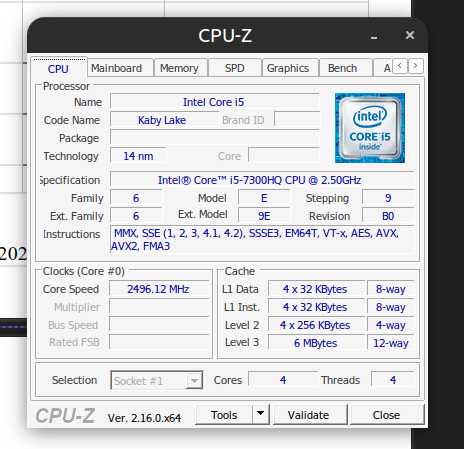 CPU-Z
CPU Mainboard Memory SPD Graphics Bench A
Processor
Name Intel Core i5
Code Name Kaby Lake Brand ID
Package
Technology 14 nm Core
Specification Intel® Core™ i5-7300HQ CPU @ 2.50GHz
Family 6 Model E Stepping 9
Ext. Family 6 Ext. Model 9E Revision B0
Instructions MMX, SSE (1, 2, 3, 4.1, 4.2), SSSE3, EM64T, VT-x, AES, AVX,
AVX2, FMA3
intel
CORE i5
inside™
202
Clocks (Core #0)
Core Speed 2496.12 MHz
Multiplier
Bus Speed
Rated FSB
Cache
L1 Data 4 x 32 KBytes 8-way
L1 Inst. 4 x 32 KBytes 8-way
Level 2 4 x 256 KBytes 4-way
Level 3 6 MBytes 12-way
Selection Socket #1 Cores 4 Threads 4
CPU-Z Ver. 2.16.0.x64 Tools Validate Close